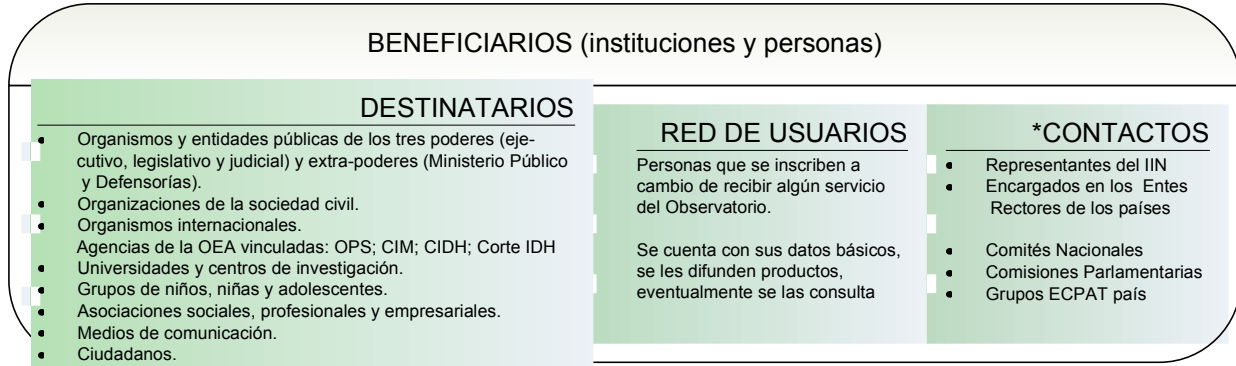 BENEFICIARIOS (instituciones y personas)
DESTINATARIOS
• Organismos y entidades públicas de los tres poderes (eje-
cutivo, legislativo y judicial) y extra-poderes (Ministerio Público
y Defensorías).
• Organizaciones de la sociedad civil.
• Organismos internacionales.
Agencias de la OEA vinculadas: OPS; CIM; CIDH; Corte IDH
• Universidades y centros de investigación.
• Grupos de niños, niñas y adolescentes.
• Asociaciones sociales, profesionales y empresariales.
• Medios de comunicación.
• Ciudadanos.
RED DE USUARIOS
Personas que se inscriben a
cambio de recibir algún servicio
del Observatorio.
Se cuenta con sus datos básicos,
se les difunden productos,
eventualmente se las consulta
*CONTACTOS
• Representantes del IIN
• Encargados en los Entes
Rectores de los países
• Comités Nacionales
• Comisiones Parlamentarias
• Grupos ECPAT país